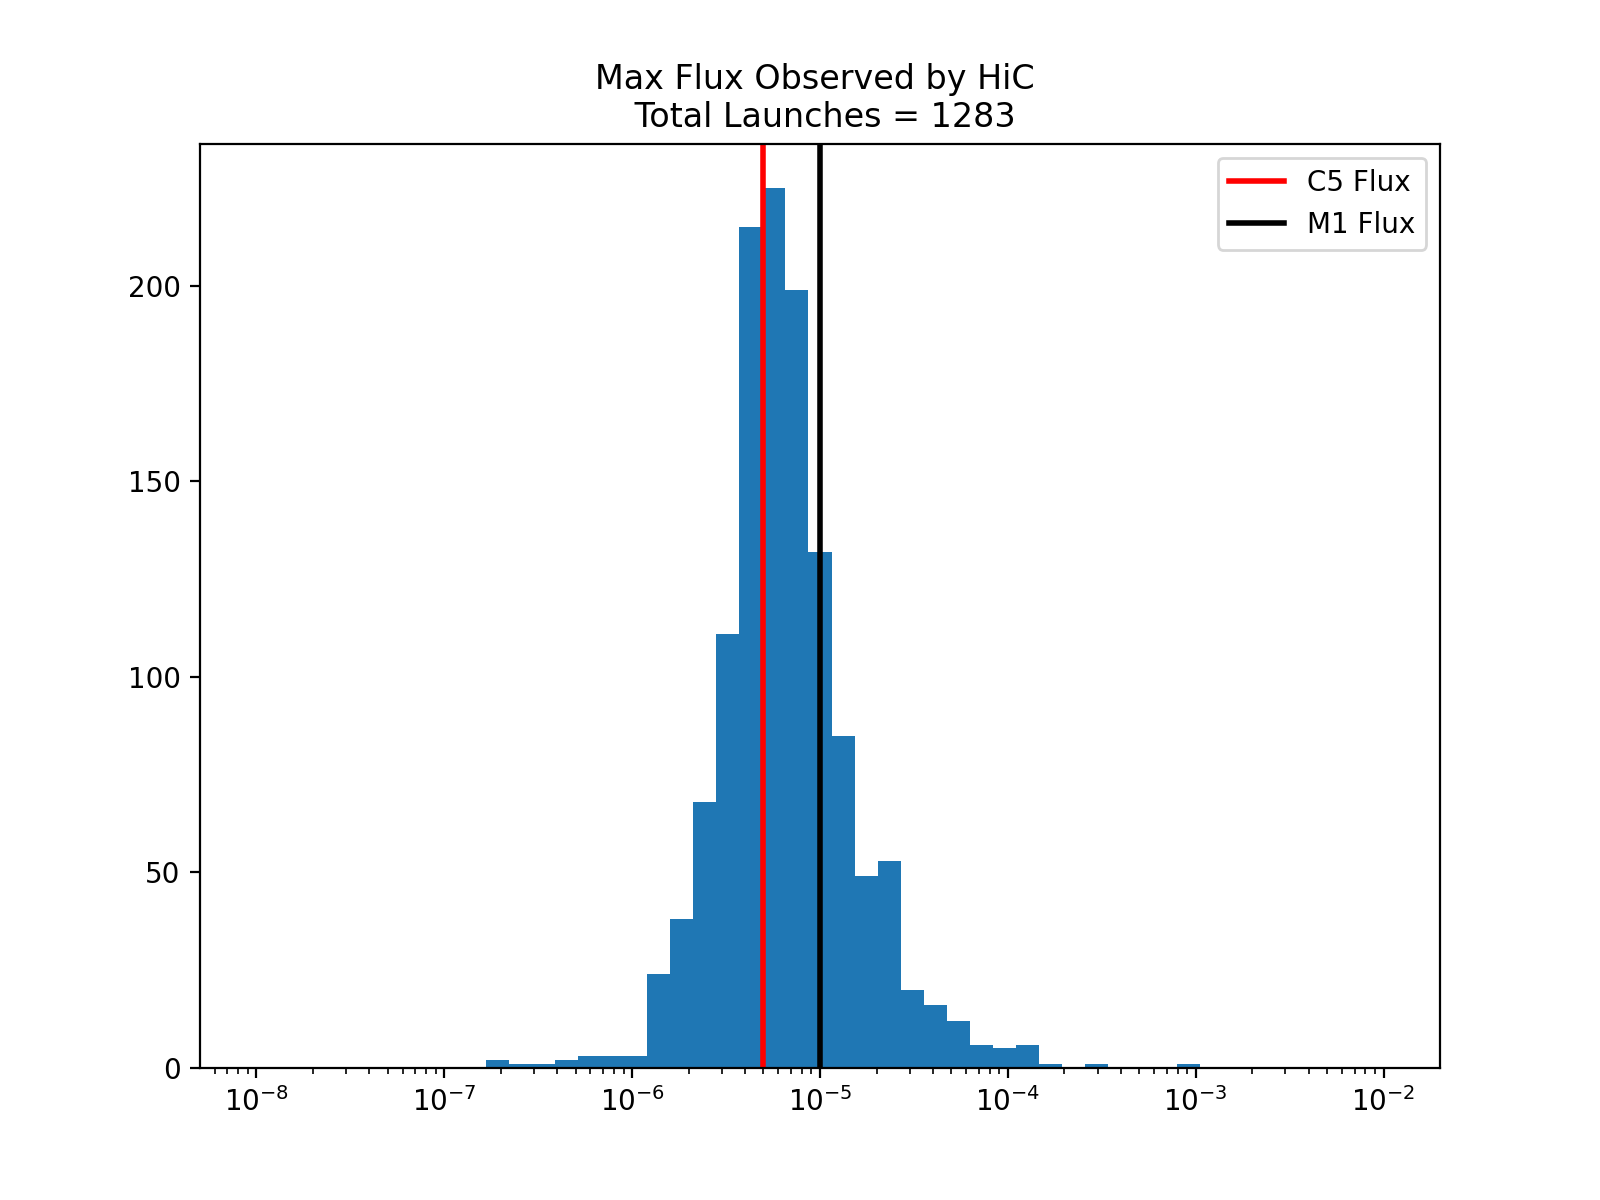 Max Flux Observed by HiC
Total Launches = 1283
C5 Flux
M1 Flux
200
150
100
50
0
10⁻⁸ 10⁻⁷ 10⁻⁶ 10⁻⁵ 10⁻⁴ 10⁻³ 10⁻²